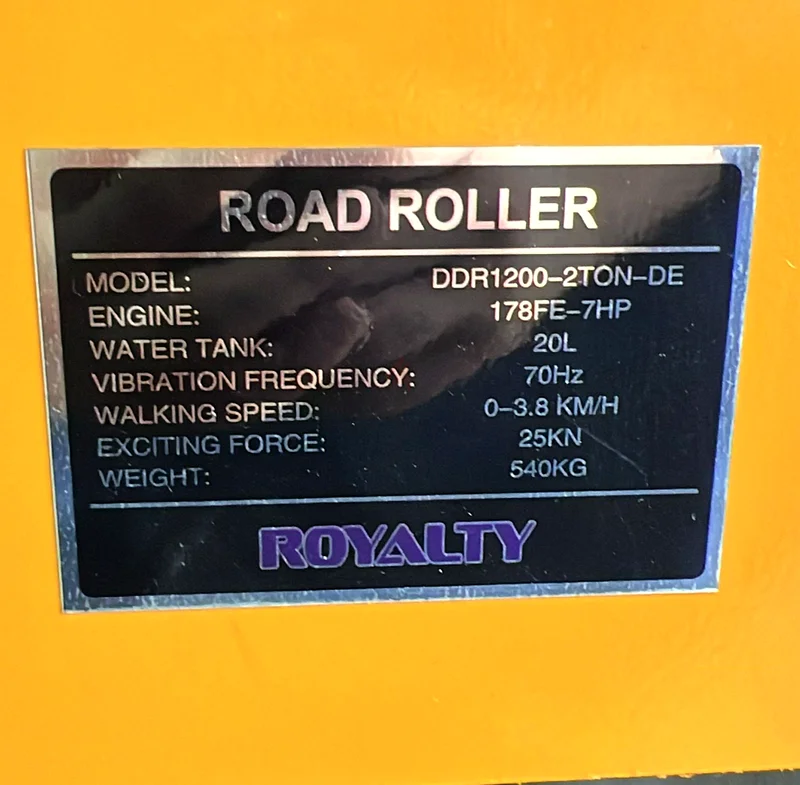 ROAD ROLLER
MODEL: DDR1200-2TON-DE
ENGINE: 178FE-7HP
WATER TANK: 20L
VIBRATION FREQUENCY: 70Hz
WALKING SPEED: 0-3.8 KM/H
EXCITING FORCE: 25KN
WEIGHT: 540KG
ROYALTY